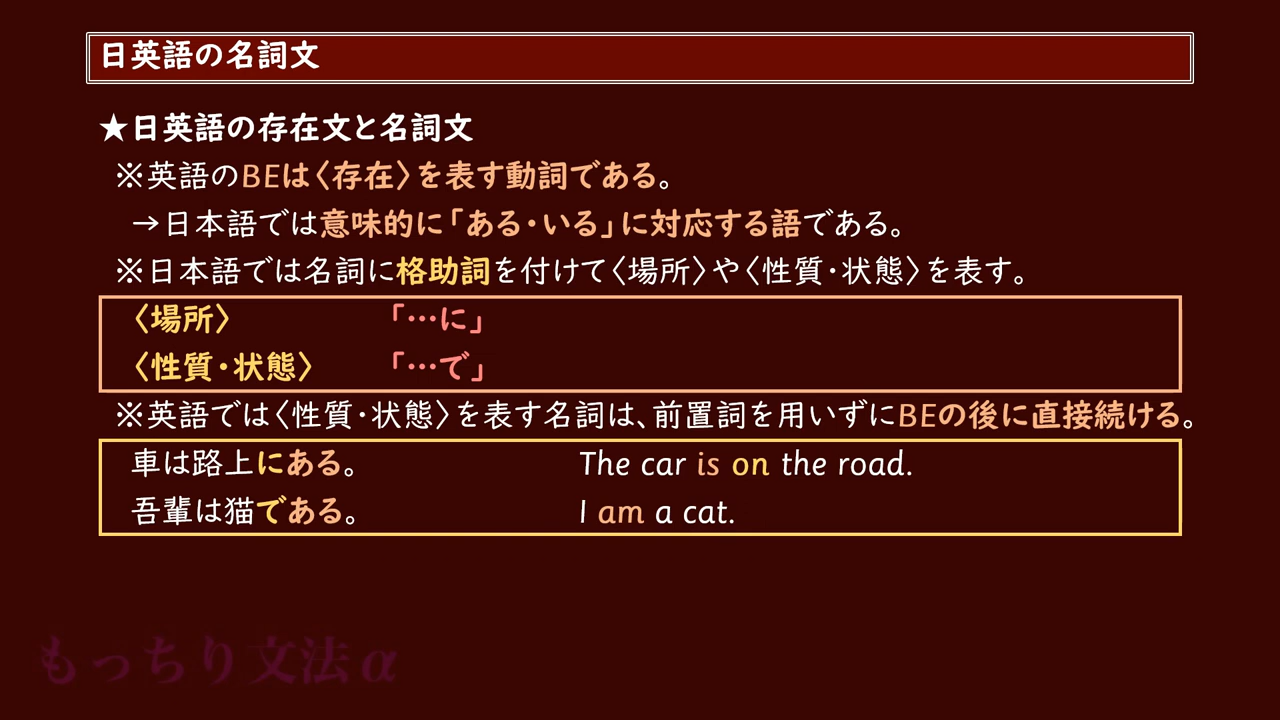 日英語の名詞文
★日英語の存在文と名詞文
※英語のBEは〈存在〉を表す動詞である。
→日本語では意味的に「ある・いる」に対応する語である。
※日本語では名詞に格助詞を付けて〈場所〉や〈性質・状態〉を表す。
〈場所〉 「…に」
〈性質・状態〉 「…で」
※英語では〈性質・状態〉を表す名詞は、前置詞を用いずにBEの後に直接続ける。
車は路上にある。 The car is on the road.
吾輩は猫である。 I am a cat.
もっちり文法α